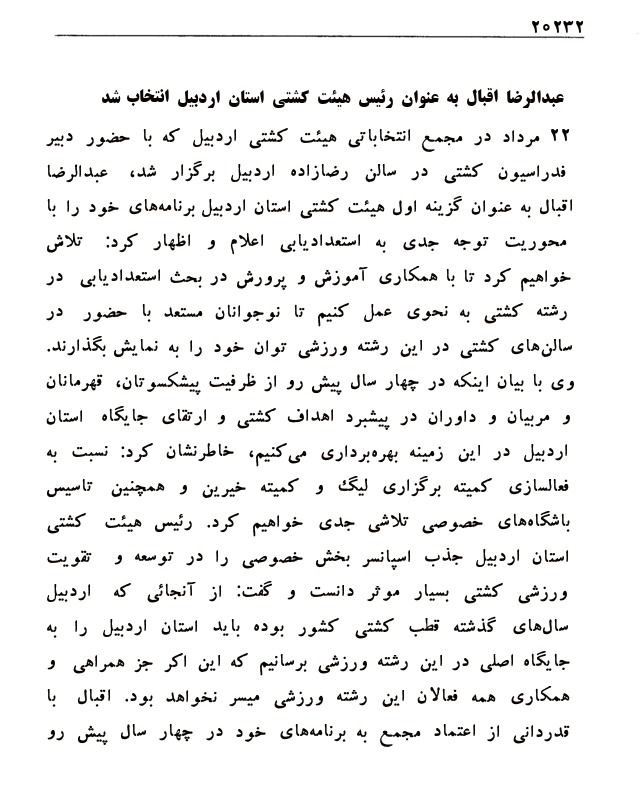 ۲۰۲۳۲
عبدالرضا اقبال به عنوان رئیس هیئت کشتی استان اردبیل انتخاب شد
۲۲ مرداد در مجمع انتخاباتی هیئت کشتی اردبیل که با حضور دبیر
فدراسیون کشتی در سالن رضازاده اردبیل برگزار شد، عبدالرضا
اقبال به عنوان گزینه اول هیئت کشتی استان اردبیل برنامه‌های خود را با
محوریت توجه جدی به استعدادیابی اعلام و اظهار کرد: تلاش
خواهیم کرد تا با همکاری آموزش و پرورش در بحث استعدادیابی در
رشته کشتی به نحوی عمل کنیم تا نوجوانان مستعد با حضور در
سالن‌های کشتی در این رشته ورزشی توان خود را به نمایش بگذارند.
وی با بیان اینکه در چهار سال پیش رو از ظرفیت پیشکسوتان، قهرمانان
و مربیان و داوران در پیشبرد اهداف کشتی و ارتقای جایگاه استان
اردبیل در این زمینه بهره‌برداری می‌کنیم، خاطرنشان کرد: نسبت به
فعالسازی کمیته برگزاری لیگ و کمیته خیرین و همچنین تاسیس
باشگاه‌های خصوصی تلاشی جدی خواهیم کرد. رئیس هیئت کشتی
استان اردبیل جذب اسپانسر بخش خصوصی را در توسعه و تقویت
ورزشی کشتی بسیار موثر دانست و گفت: از آنجائی که اردبیل
سال‌های گذشته قطب کشتی کشور بوده باید استان اردبیل را به
جایگاه اصلی در این رشته ورزشی برسانیم که این اکر جز همراهی و
همکاری همه فعالان این رشته ورزشی میسر نخواهد بود. اقبال با
قدردانی از اعتماد مجمع به برنامه‌های خود در چهار سال پیش رو